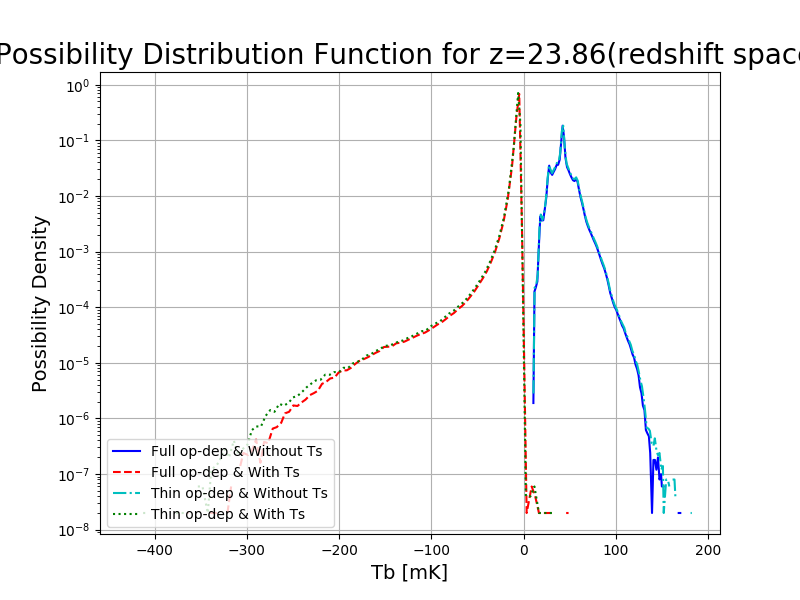 Possibility Distribution Function for z=23.86(redshift space
Possibility Density
10⁰
10⁻¹
10⁻²
10⁻³
10⁻⁴
10⁻⁵
10⁻⁶
10⁻⁷
10⁻⁸
Full op-dep & Without Ts
Full op-dep & With Ts
Thin op-dep & Without Ts
Thin op-dep & With Ts
−400 −300 −200 −100 0 100 200
Tb [mK]